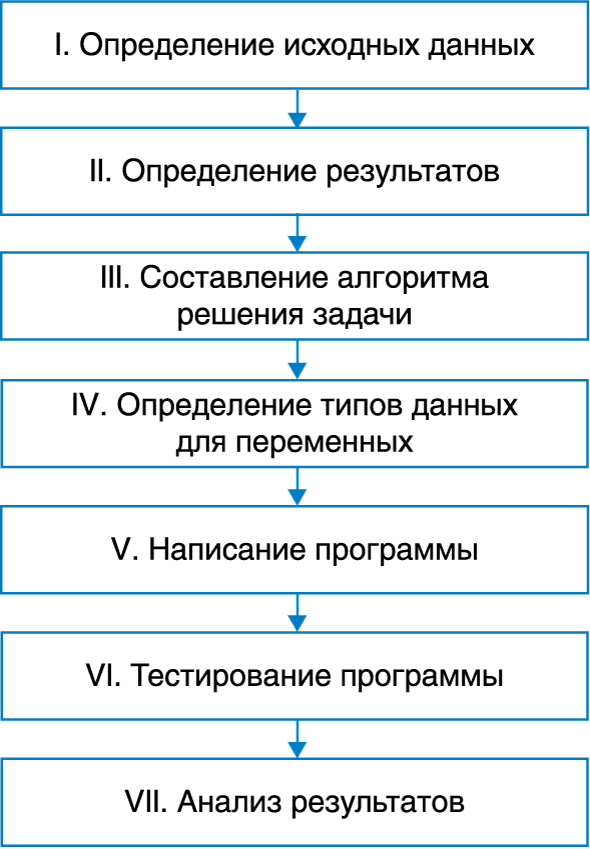 I. Определение исходных данных
II. Определение результатов
III. Составление алгоритма
решения задачи
IV. Определение типов данных
для переменных
V. Написание программы
VI. Тестирование программы
VII. Анализ результатов